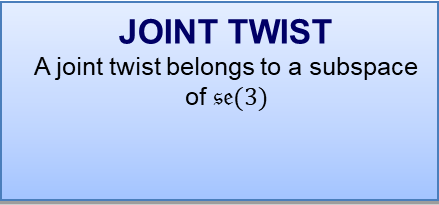 JOINT TWIST
A joint twist belongs to a subspace
of 𝔰𝔢(3)